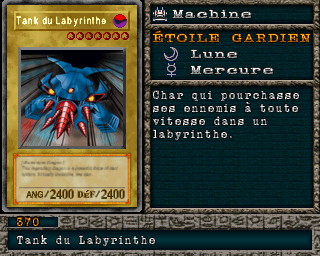 Tank du Labyrinthe
ANG/2400 DÉF/2400
Machine
ÉTOILE GARDIEN
Lune
Mercure
Char qui pourchasse
ses ennemis à toute
vitesse dans un
labyrinthe.
370
Tank du Labyrinthe